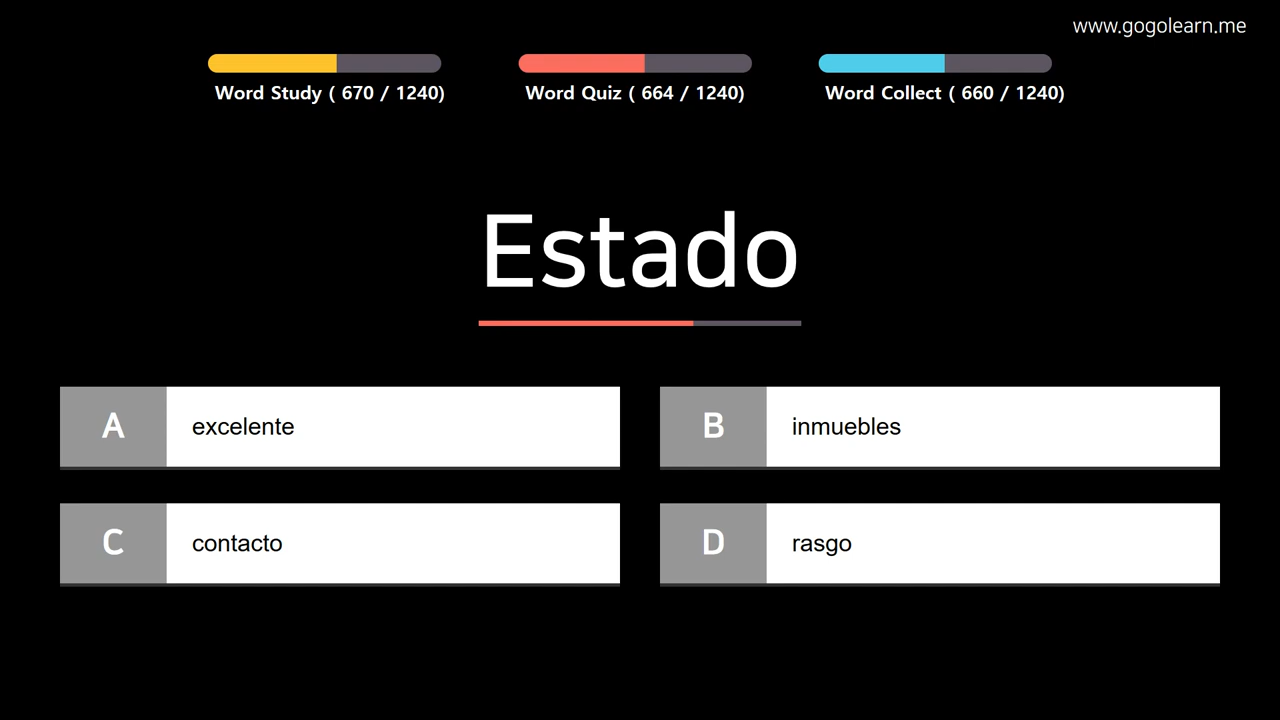 www.gogolearn.me
Word Study ( 670 / 1240)
Word Quiz ( 664 / 1240)
Word Collect ( 660 / 1240)
Estado
A excelente
B inmuebles
C contacto
D rasgo